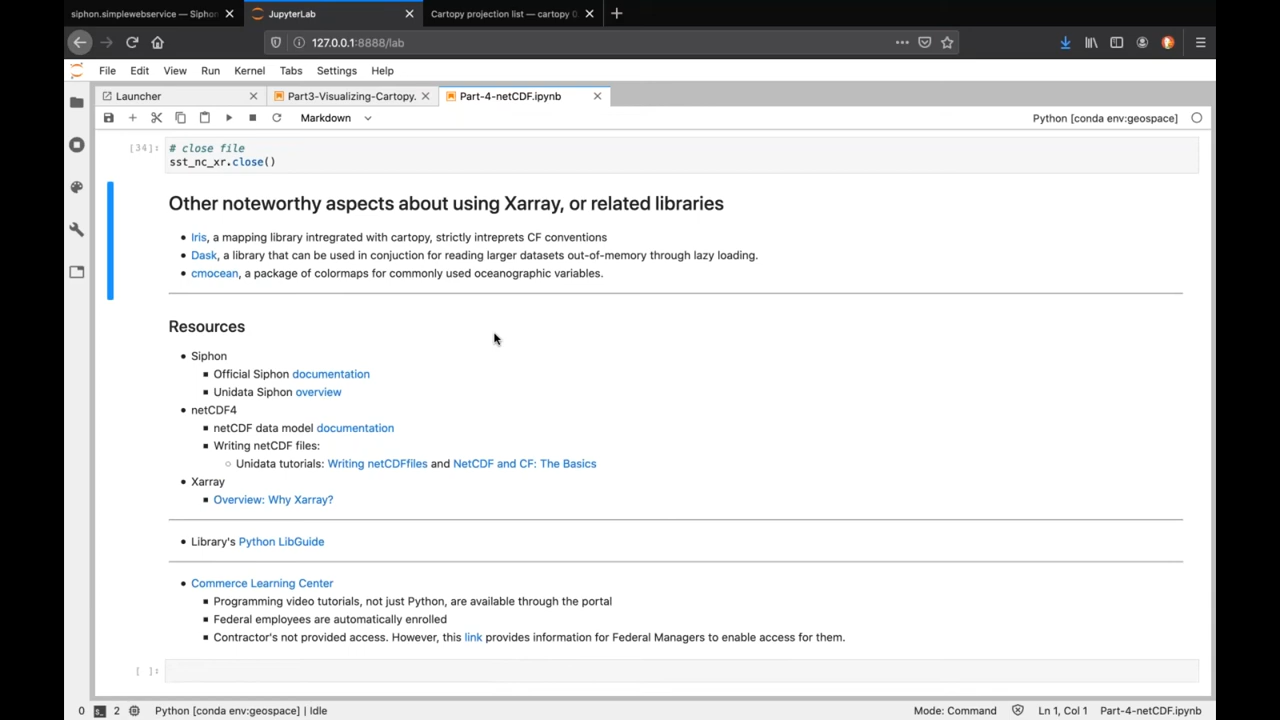 siphon.simplewebservice — Siphon
JupyterLab
Cartopy projection list — cartopy 0
127.0.0.1:8888/lab
File Edit View Run Kernel Tabs Settings Help
Launcher
Part3-Visualizing-Cartopy.
Part-4-netCDF.ipynb
Markdown
Python [conda env:geospace]
[34]: # close file
sst_nc_xr.close()
Other noteworthy aspects about using Xarray, or related libraries
• Iris, a mapping library intregrated with cartopy, strictly intreprets CF conventions
• Dask, a library that can be used in conjuction for reading larger datasets out-of-memory through lazy loading.
• cmocean, a package of colormaps for commonly used oceanographic variables.
Resources
• Siphon
▪ Official Siphon documentation
▪ Unidata Siphon overview
• netCDF4
▪ netCDF data model documentation
▪ Writing netCDF files:
◦ Unidata tutorials: Writing netCDFfiles and NetCDF and CF: The Basics
• Xarray
▪ Overview: Why Xarray?
• Library's Python LibGuide
• Commerce Learning Center
▪ Programming video tutorials, not just Python, are available through the portal
▪ Federal employees are automatically enrolled
▪ Contractor's not provided access. However, this link provides information for Federal Managers to enable access for them.
[ ]:
0 2 Python [conda env:geospace] | Idle
Mode: Command Ln 1, Col 1 Part-4-netCDF.ipynb